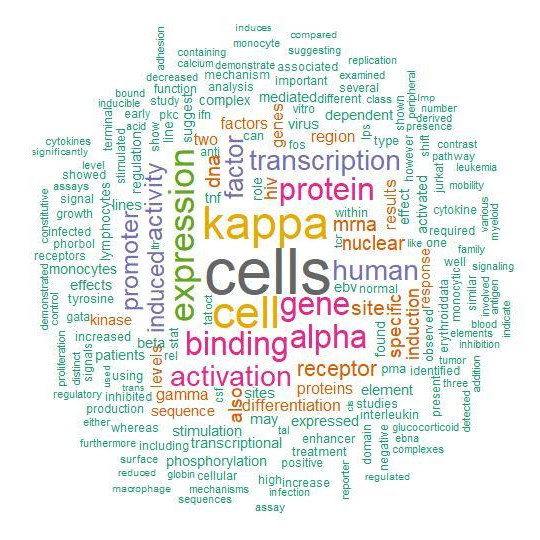 induces
compared
adhesion
monocyte
suggesting
containing
calcium
demonstrate
associated
replication
decreased
mechanism
examined
function
analysis
important
several
peripheral
bound
study
suggest
complex
mediated
different
class
lmp
inducible
number
early
pkc
ifn
vitro
dependent
shown
derived
terminal
acid
show
line
factors
can
genes
virus
presence
cytokines
stimulated
regulation
two
anti
fos
region
lps
type
however
shift
contrast
significantly
dna
factor
transcription
jurkat
pathway
level
showed
lymphocytes
activity
expression
tnf
role
hiv
protein
results
effect
activated
cytokine
leukemia
assays
mobility
constitutive
signal
growth
lines
within
mrna
required
various
myeloid
infected
promoter
induced
kappa
tcr
nuclear
like
one
phorbol
ltr
family
receptors
monocytes
cells
human
response
monocytic
well
signaling
demonstrated
control
effects
ebv
normal
erythroid
data
similar
involved
antigen
tyrosine
tat
oct
cell
gene
site
specific
induction
observed
blood
indicate
gata
kinase
stat
elements
inhibition
increased
beta
binding
alpha
found
proliferation
distinct
signals
patients
levels
rel
activation
receptor
pma
identified
tumor
regulatory
used
using
trans
inhibited
gamma
csf
sites
proteins
element
present
three
addition
production
sequence
also
differentiation
cis
studies
interleukin
detected
either
whereas
stimulation
may
expressed
glucocorticoid
tal
domain
negative
ebna
furthermore
including
transcriptional
enhancer
complexes
surface
phosphorylation
treatment
positive
reporter
reduced
globin
cellular
high
increase
regulated
macrophage
mechanisms
infection
sequences
assay